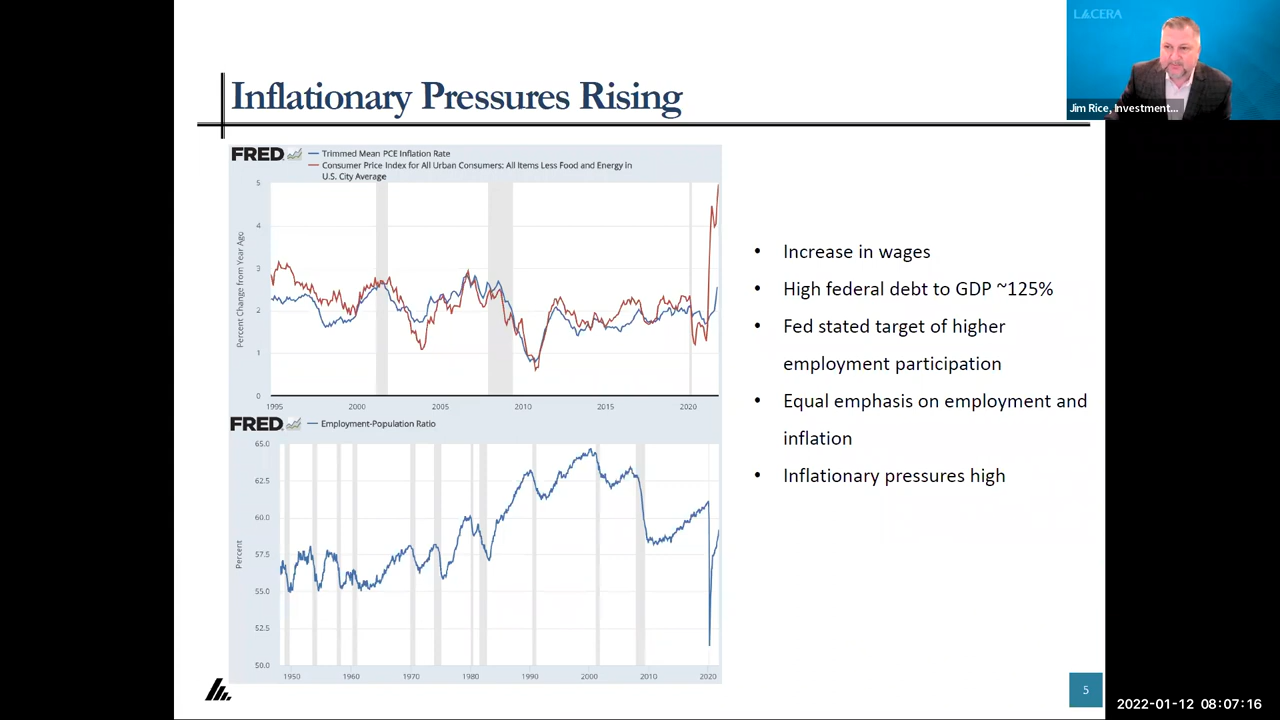 LACERA
Jim Rice, Investment...
Inflationary Pressures Rising
FRED
Trimmed Mean PCE Inflation Rate
Consumer Price Index for All Urban Consumers: All Items Less Food and Energy in
U.S. City Average
Percent Change from Year Ago
5
4
3
2
1
0
1995 2000 2005 2010 2015 2020
FRED
Employment-Population Ratio
Percent
65.0
62.5
60.0
57.5
55.0
52.5
50.0
1950 1960 1970 1980 1990 2000 2010 2020
• Increase in wages
• High federal debt to GDP ~125%
• Fed stated target of higher
employment participation
• Equal emphasis on employment and
inflation
• Inflationary pressures high
5
2022-01-12 08:07:16